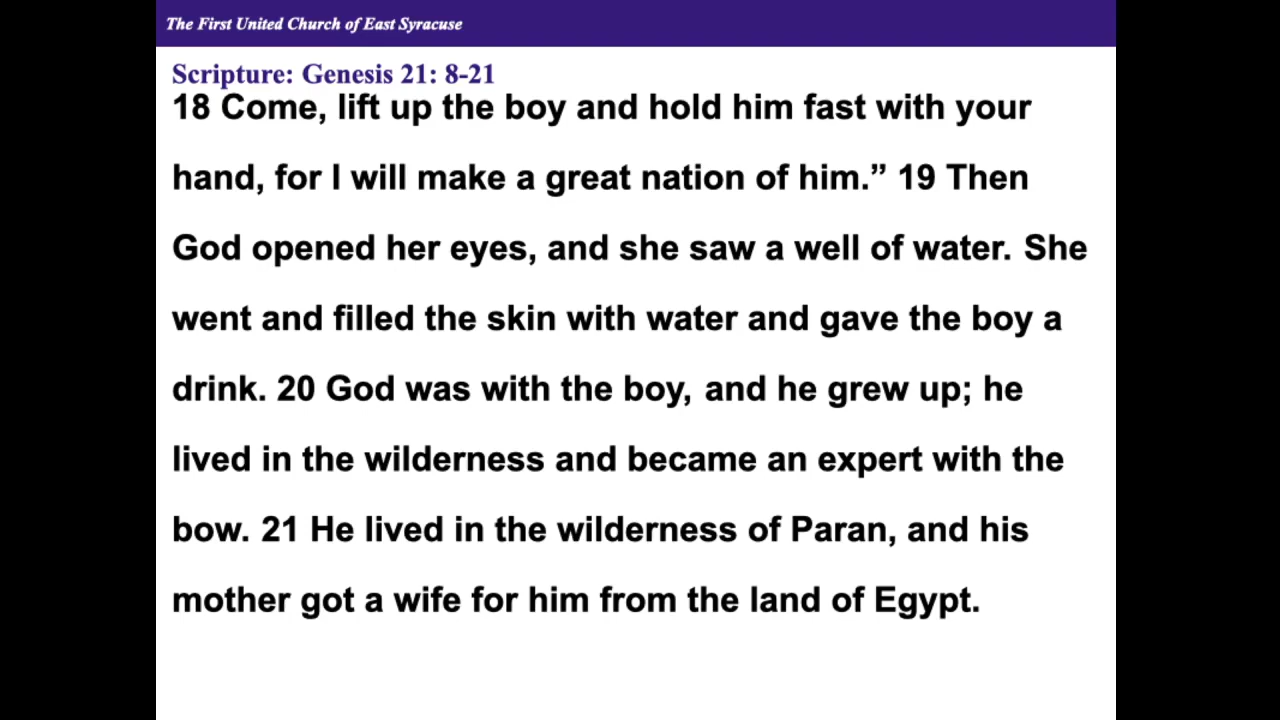 The First United Church of East Syracuse
Scripture: Genesis 21: 8-21
18 Come, lift up the boy and hold him fast with your
hand, for I will make a great nation of him.” 19 Then
God opened her eyes, and she saw a well of water. She
went and filled the skin with water and gave the boy a
drink. 20 God was with the boy, and he grew up; he
lived in the wilderness and became an expert with the
bow. 21 He lived in the wilderness of Paran, and his
mother got a wife for him from the land of Egypt.